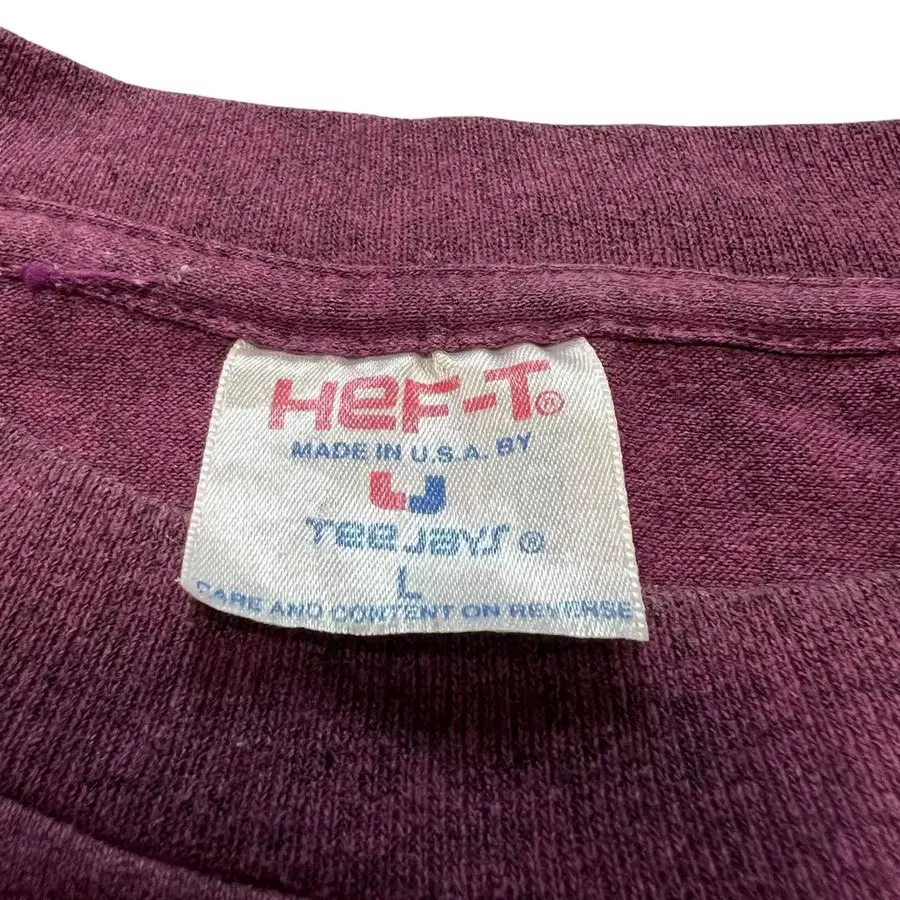 HEF-T®
MADE IN U.S.A. BY
TEE JAYS ®
L
CARE AND CONTENT ON REVERSE